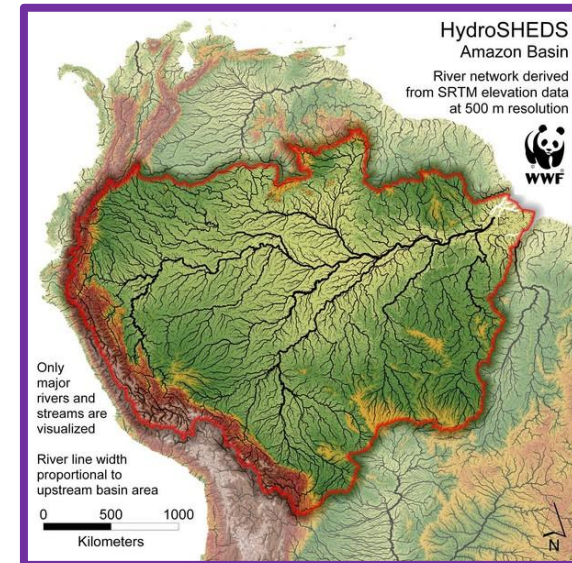 HydroSHEDS
Amazon Basin
River network derived
from SRTM elevation data
at 500 m resolution
WWF
Only
major
rivers and
streams are
visualized
River line width
proportional to
upstream basin area
0 500 1000
Kilometers
N